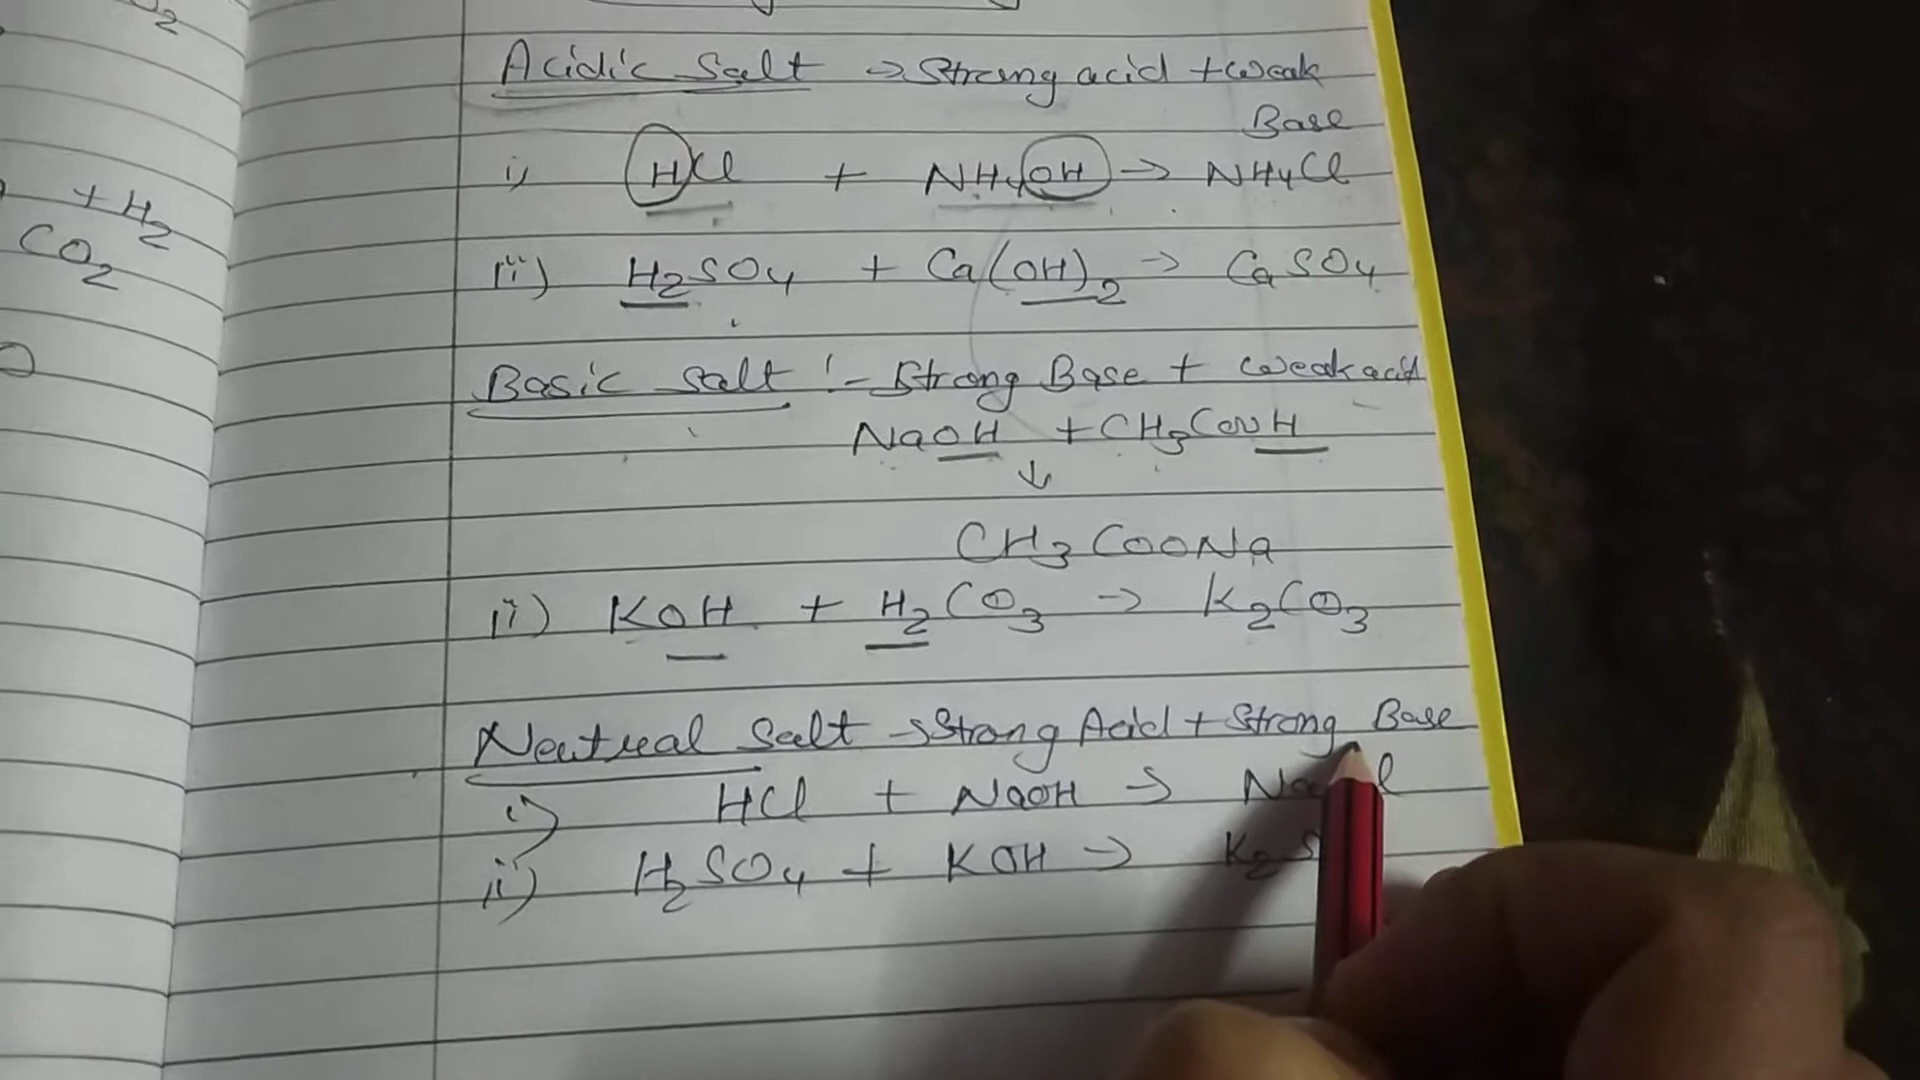 + H2
CO2
Acidic Salt → Strong acid + weak
Base
i) HCl + NH4OH → NH4Cl
ii) H2SO4 + Ca(OH)2 → CaSO4
Basic Salt :- Strong Base + weak acid
NaOH + CH3COOH
↓
CH3COONa
ii) KOH + H2CO3 → K2CO3
Neutral Salt → Strong Acid + Strong Base
i) HCl + NaOH →
ii) H2SO4 + KOH → K2S